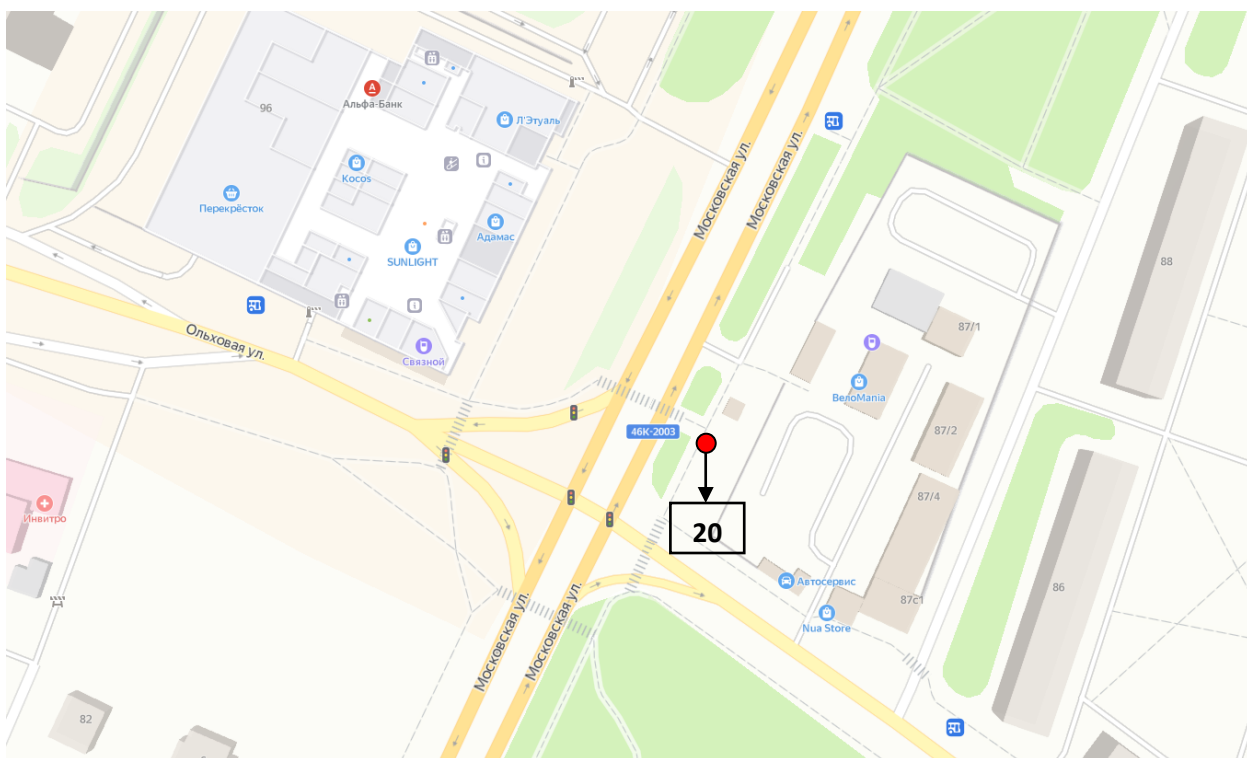 96
Альфа-Банк
Л'Этуаль
Kocos
Перекрёсток
Адамас
SUNLIGHT
Московская ул.
Московская ул.
88
Ольховая ул.
Связной
87/1
ВелоMania
46К-2003
87/2
87/4
Инвитро
20
Автосервис
87с1
86
Nua Store
Московская ул.
Московская ул.
82